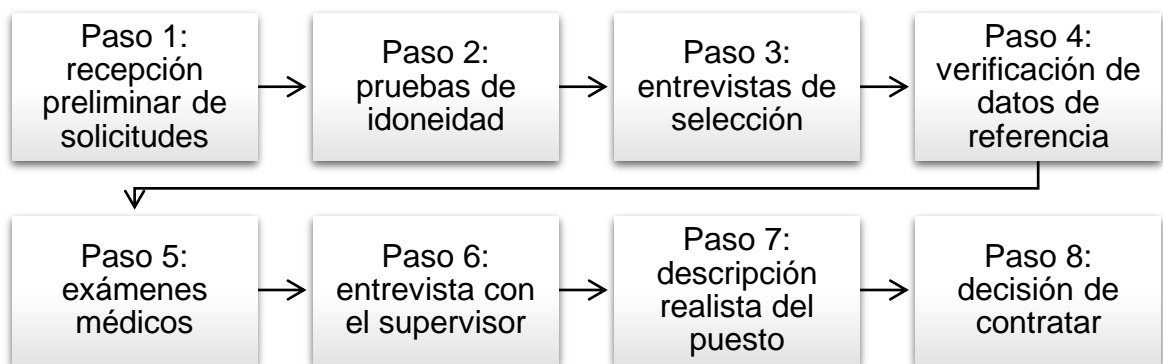 Paso 1:
recepción
preliminar de
solicitudes
Paso 2:
pruebas de
idoneidad
Paso 3:
entrevistas de
selección
Paso 4:
verificación de
datos de
referencia
Paso 5:
exámenes
médicos
Paso 6:
entrevista con
el supervisor
Paso 7:
descripción
realista del
puesto
Paso 8:
decisión de
contratar